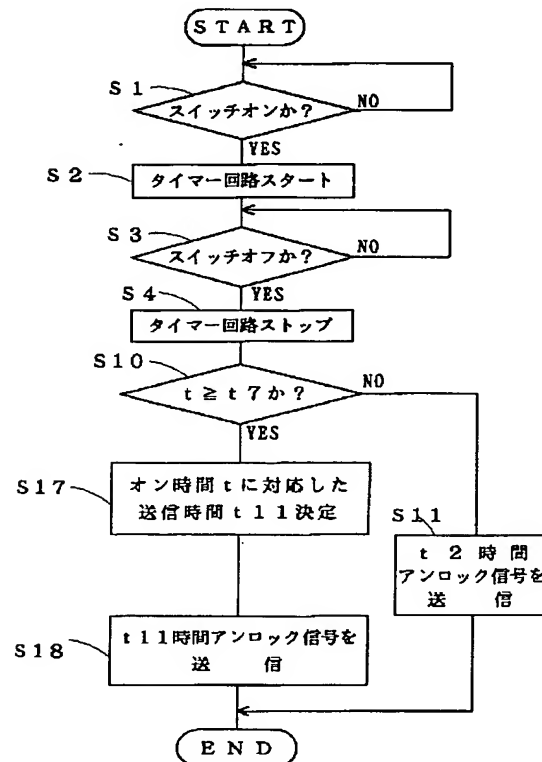 START
S1
スイッチオンか？
NO
YES
S2
タイマー回路スタート
S3
スイッチオフか？
NO
YES
S4
タイマー回路ストップ
S10
t≧t7か？
NO
YES
S17
オン時間tに対応した
送信時間t11決定
S11
t2時間
アンロック信号を
送信
S18
t11時間アンロック信号を
送信
END